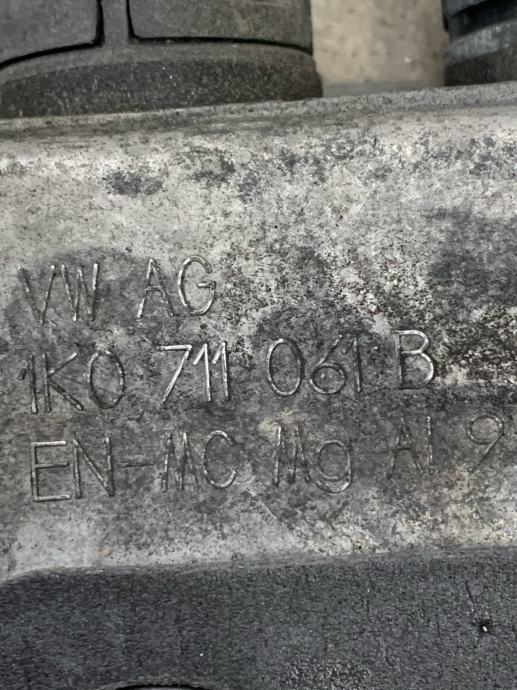 VW AG
1K0 711 061 B
EN-MC Mg Al 9